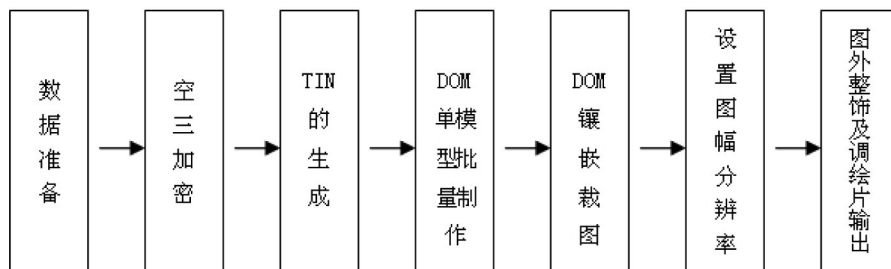 数据准备
空三加密
TIN的生成
DOM单模型批量制作
DOM镶嵌裁图
设置图幅分辨率
图外整饰及调绘片输出